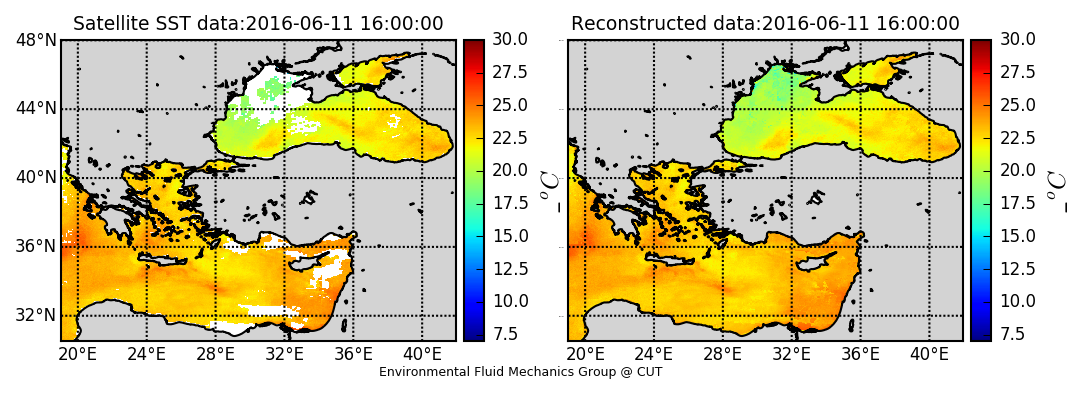 Satellite SST data:2016-06-11 16:00:00
48°N
44°N
40°N
36°N
32°N
20°E 24°E 28°E 32°E 36°E 40°E
30.0
27.5
25.0
22.5
20.0
17.5
15.0
12.5
10.0
7.5
_ °C
Reconstructed data:2016-06-11 16:00:00
20°E 24°E 28°E 32°E 36°E 40°E
30.0
27.5
25.0
22.5
20.0
17.5
15.0
12.5
10.0
7.5
_ °C
Environmental Fluid Mechanics Group @ CUT